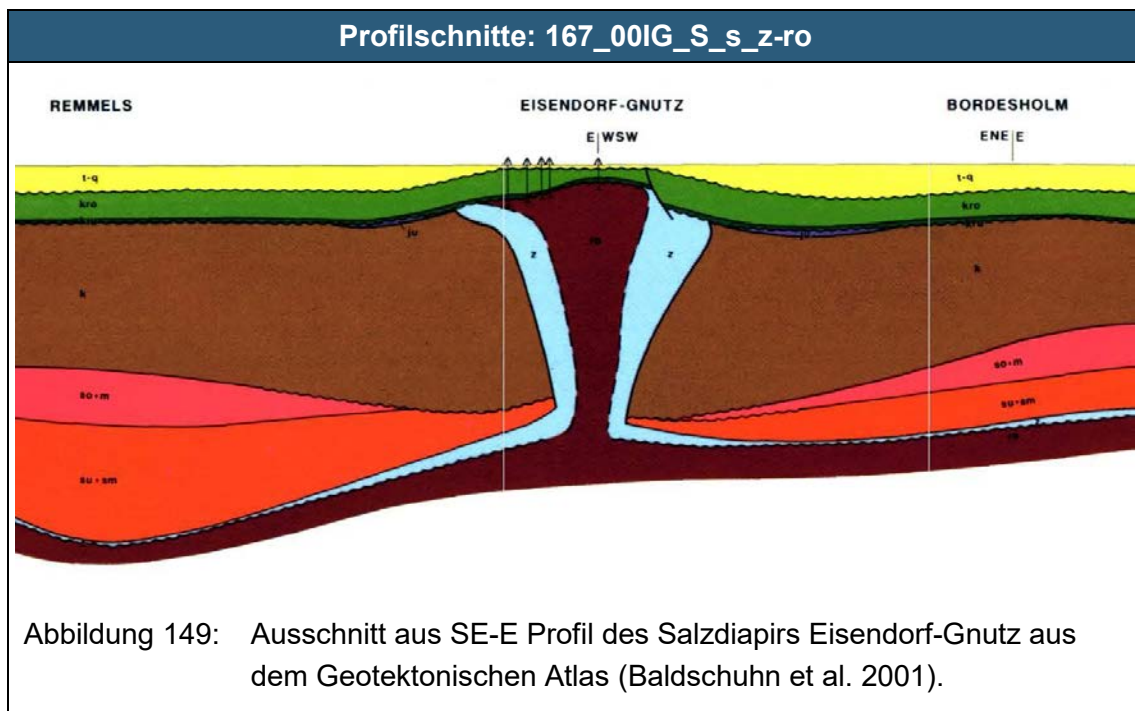 Profilschnitte: 167_00IG_S_s_z-ro
REMMELS EISENDORF-GNUTZ BORDESHOLM
E|WSW ENE|E
t-q t-q
kro kro
kru kru
ju ju
z ro z
k k
so+m so+m
su+sm su+sm
z
ro
Abbildung 149: Ausschnitt aus SE-E Profil des Salzdiapirs Eisendorf-Gnutz aus
dem Geotektonischen Atlas (Baldschuhn et al. 2001).